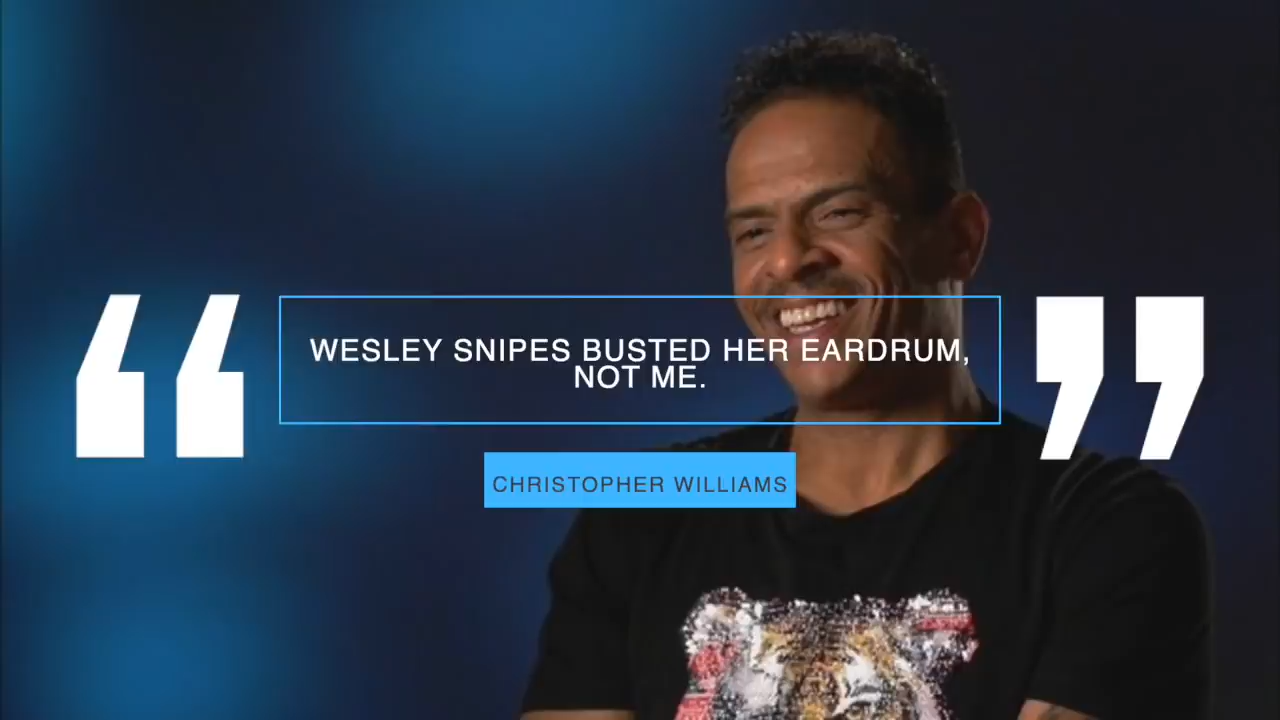 “ WESLEY SNIPES BUSTED HER EARDRUM, ”
NOT ME.
CHRISTOPHER WILLIAMS